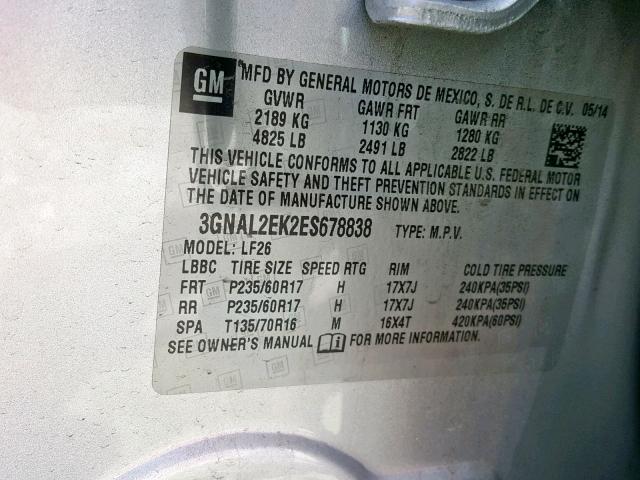 GM
MFD BY GENERAL MOTORS DE MEXICO, S. DE R.L. DE C.V. 05/14
GVWR GAWR FRT GAWR RR
2189 KG 1130 KG 1280 KG
4825 LB 2491 LB 2822 LB
THIS VEHICLE CONFORMS TO ALL APPLICABLE U.S. FEDERAL MOTOR
VEHICLE SAFETY AND THEFT PREVENTION STANDARDS IN EFFECT ON
THE DATE OF MANUFACTURE SHOWN ABOVE.
3GNAL2EK2ES678838 TYPE: M.P.V.
MODEL: LF26
LBBC TIRE SIZE SPEED RTG RIM COLD TIRE PRESSURE
FRT P235/60R17 H 17X7J 240KPA(35PSI)
RR P235/60R17 H 17X7J 240KPA(35PSI)
SPA T135/70R16 M 16X4T 420KPA(60PSI)
SEE OWNER'S MANUAL i FOR MORE INFORMATION.